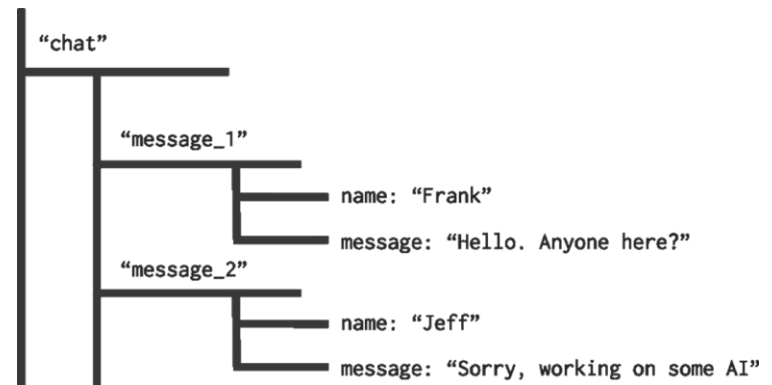 “chat”
“message_1”
name: “Frank”
message: “Hello. Anyone here?”
“message_2”
name: “Jeff”
message: “Sorry, working on some AI”